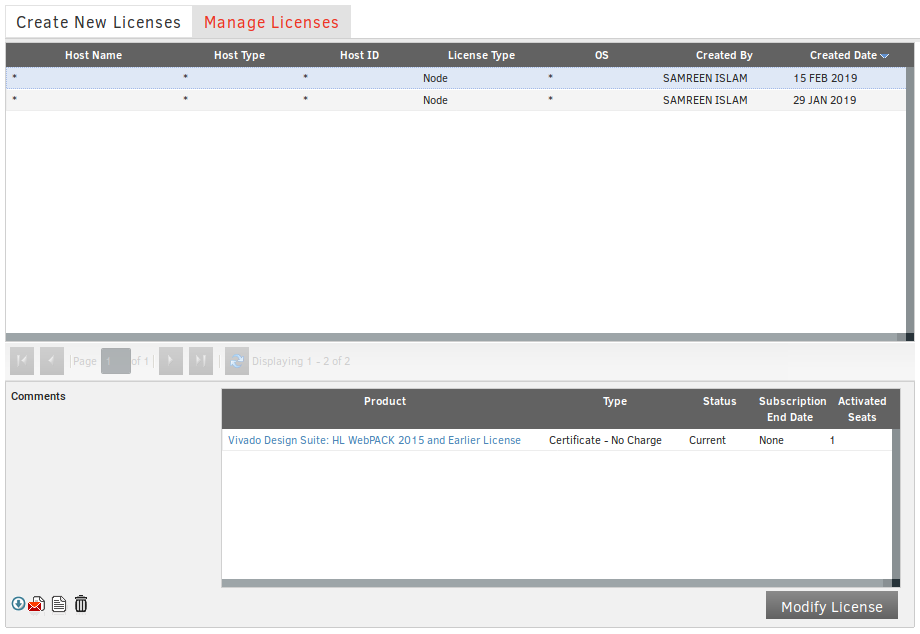 Create New Licenses Manage Licenses
Host Name Host Type Host ID License Type OS Created By Created Date
* * * Node * SAMREEN ISLAM 15 FEB 2019
* * * Node * SAMREEN ISLAM 29 JAN 2019
Page 1 of 1 Displaying 1 - 2 of 2
Comments
Product Type Status Subscription End Date Activated Seats
Vivado Design Suite: HL WebPACK 2015 and Earlier License Certificate - No Charge Current None 1
Modify License